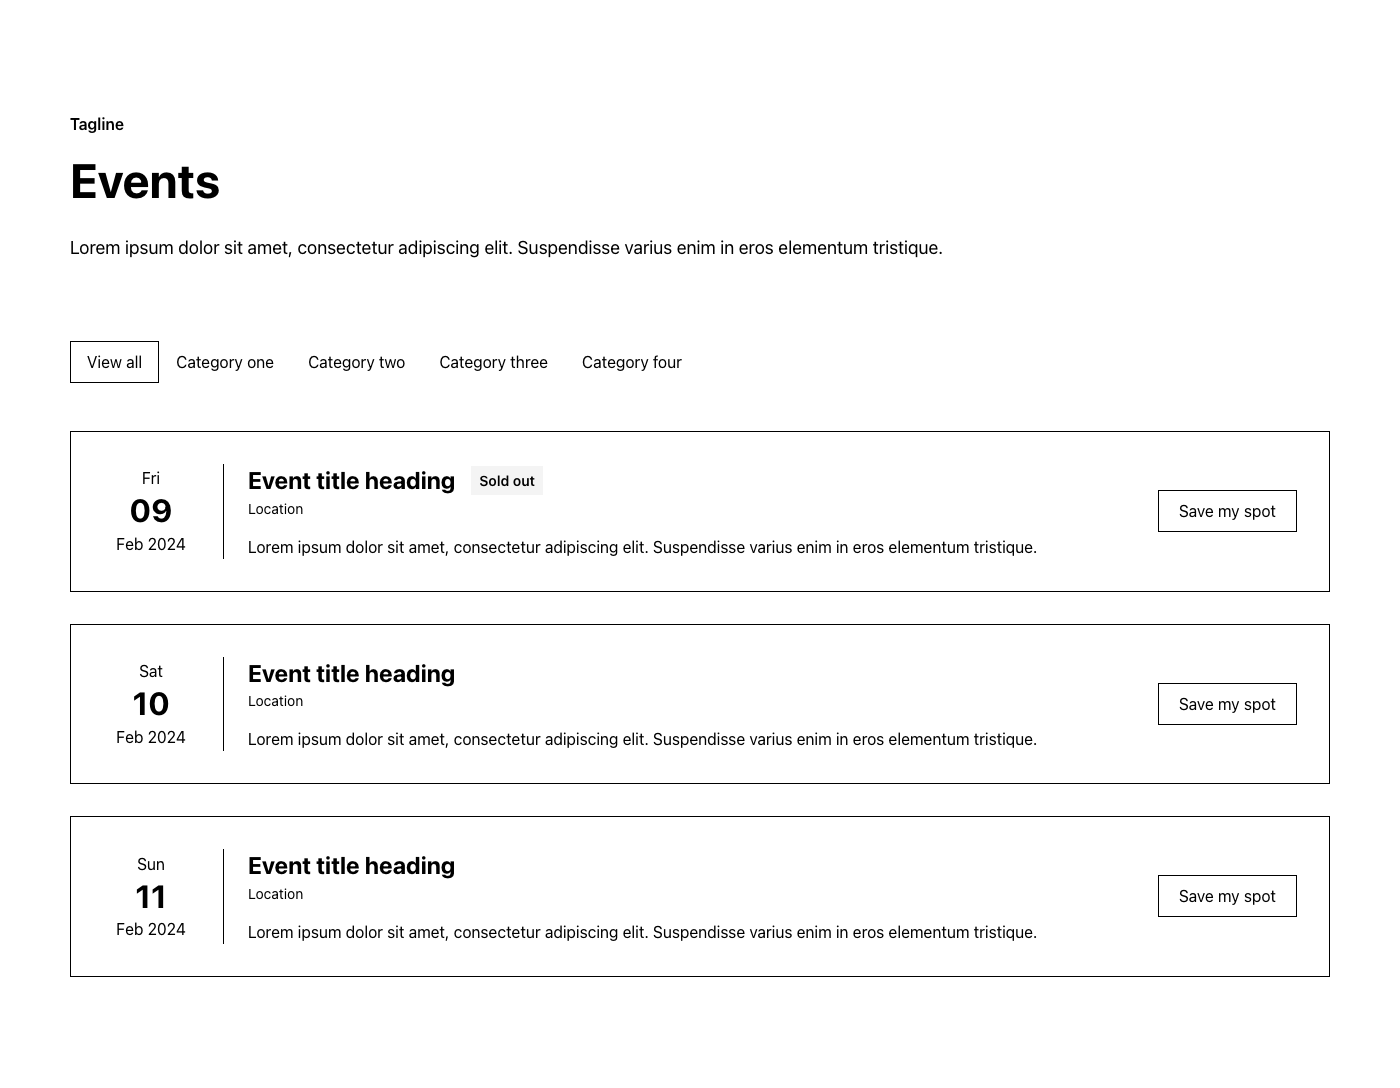 Tagline
Events
Lorem ipsum dolor sit amet, consectetur adipiscing elit. Suspendisse varius enim in eros elementum tristique.
View all Category one Category two Category three Category four
Fri
09
Feb 2024
Event title heading Sold out
Location
Lorem ipsum dolor sit amet, consectetur adipiscing elit. Suspendisse varius enim in eros elementum tristique.
Save my spot
Sat
10
Feb 2024
Event title heading
Location
Lorem ipsum dolor sit amet, consectetur adipiscing elit. Suspendisse varius enim in eros elementum tristique.
Save my spot
Sun
11
Feb 2024
Event title heading
Location
Lorem ipsum dolor sit amet, consectetur adipiscing elit. Suspendisse varius enim in eros elementum tristique.
Save my spot